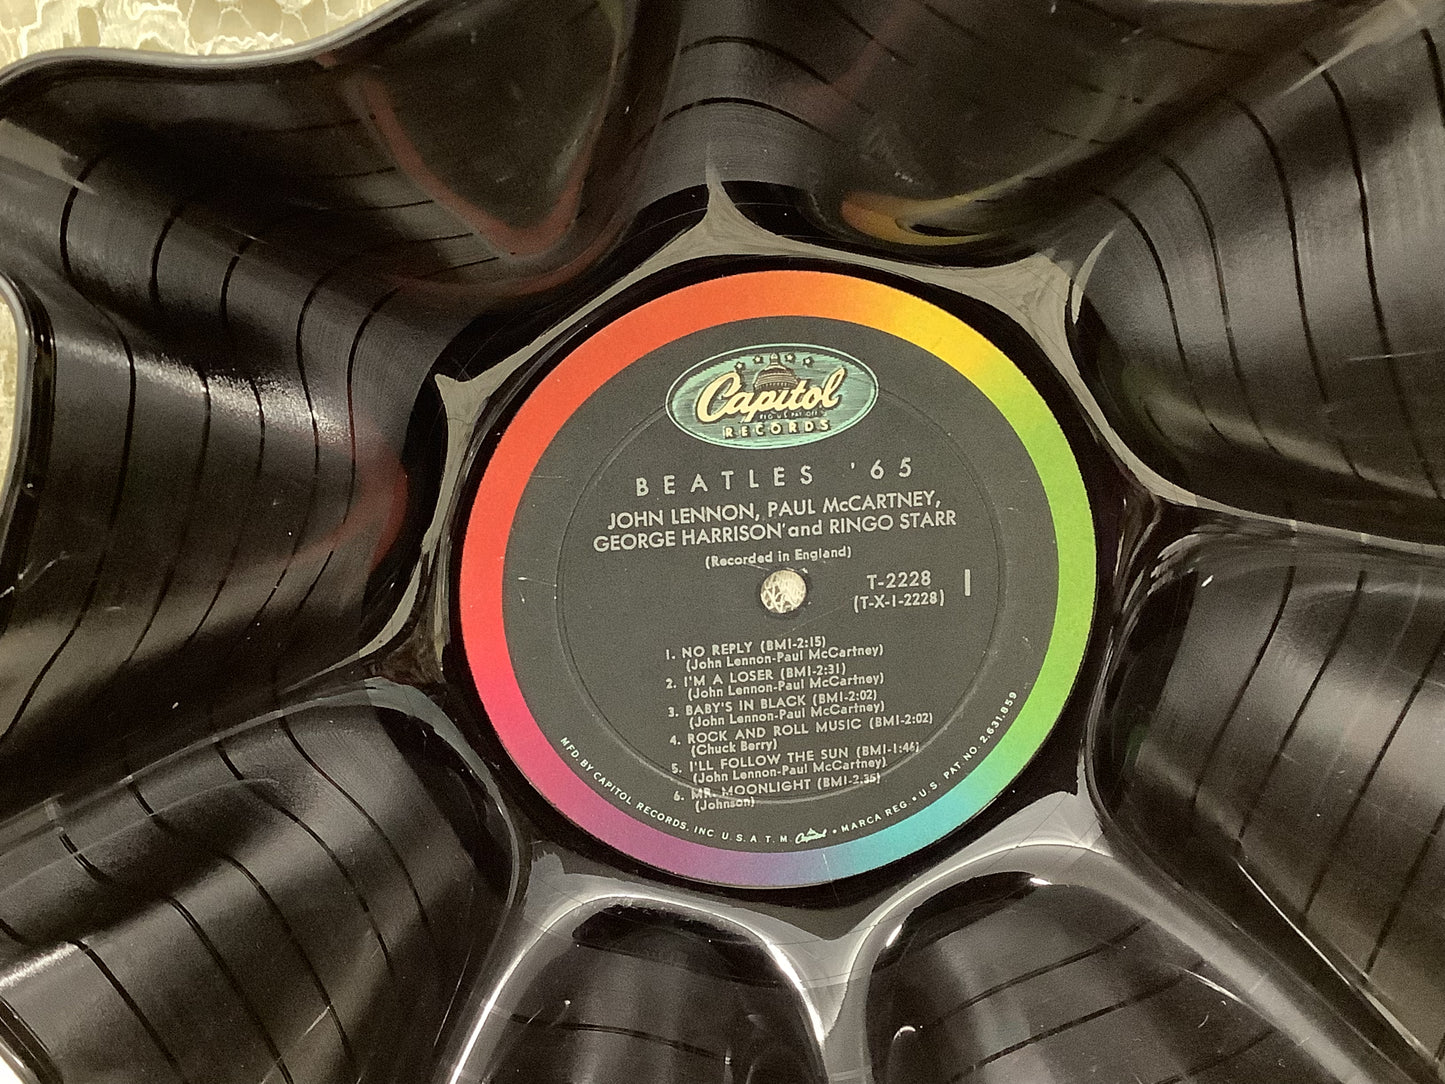 Capitol
REG. U.S. PAT. OFF.
RECORDS
BEATLES '65
JOHN LENNON, PAUL McCARTNEY,
GEORGE HARRISON and RINGO STARR
(Recorded in England)
T-2228 1
(T-X-1-2228)
1. NO REPLY (BMI-2:15)
(John Lennon-Paul McCartney)
2. I'M A LOSER (BMI-2:31)
(John Lennon-Paul McCartney)
3. BABY'S IN BLACK (BMI-2:02)
(John Lennon-Paul McCartney)
4. ROCK AND ROLL MUSIC (BMI-2:02)
(Chuck Berry)
5. I'LL FOLLOW THE SUN (BMI-1:46)
(John Lennon-Paul McCartney)
6. MR. MOONLIGHT (BMI-2:35)
(Johnson)
MFD. BY CAPITOL RECORDS, INC. U.S.A. T.M. Capitol • MARCA REG. • U.S. PAT. NO. 2,631,859